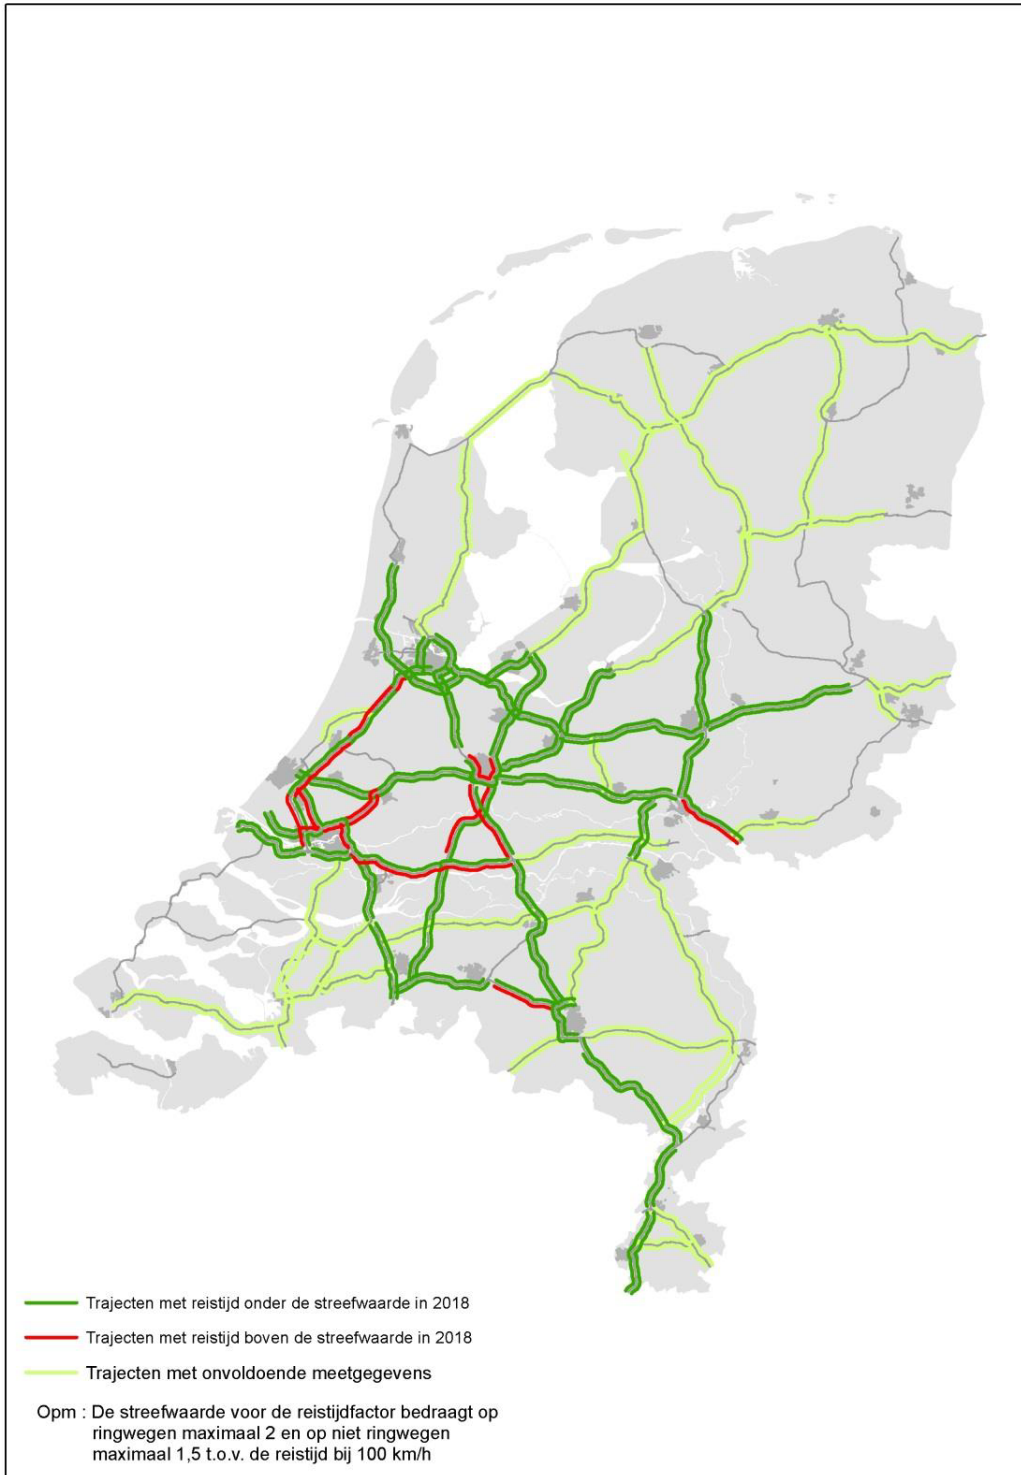 Trajecten met reistijd onder de streefwaarde in 2018
Trajecten met reistijd boven de streefwaarde in 2018
Trajecten met onvoldoende meetgegevens
Opm : De streefwaarde voor de reistijdfactor bedraagt op
ringwegen maximaal 2 en op niet ringwegen
maximaal 1,5 t.o.v. de reistijd bij 100 km/h